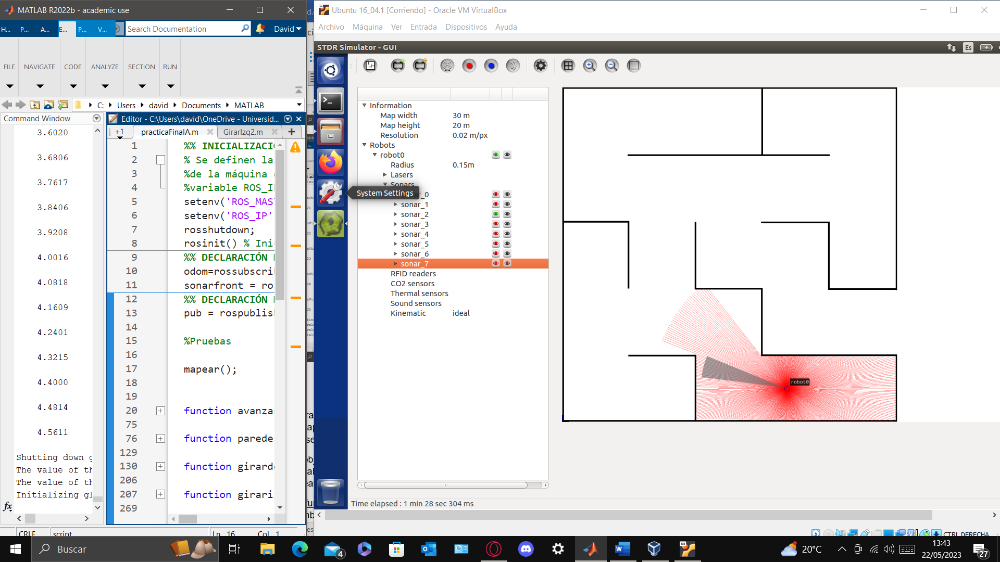 MATLAB R2022b - academic use
H... P... A... E... P... V...
Search Documentation
David
FILE NAVIGATE CODE ANALYZE SECTION RUN
C: Users david Documents MATLAB
Command Window
3.6020
3.6806
3.7617
3.8406
3.9208
4.0016
4.0818
4.1609
4.2401
4.3215
4.4000
4.4814
4.5611
Shutting down g
The value of th
The value of th
Initializing gl
fx
Editor - C:\Users\david\OneDrive - Universid...
+1 practicaFinalA.m GirarIzq2.m
1 %% INICIALIZACIÓ
2 % Se definen las
3 %de la máquina
4 %variable ROS_I
5 setenv('ROS_MAS
6 setenv('ROS_IP'
7 rosshutdown;
8 rosinit() % Ini
9 %% DECLARACIÓN
10 odom=rossubscri
11 sonarfront = ro
12 %% DECLARACIÓN
13 pub = rospublis
14
15 %Pruebas
16
17 mapear();
18
19
20 function avanza
75
76 function parede
129
130 function girard
206
207 function girari
269
CRLF script Ln 16 Col 1
Ubuntu 16_04.1 [Corriendo] - Oracle VM VirtualBox
Archivo Máquina Ver Entrada Dispositivos Ayuda
STDR Simulator - GUI
Es
Information
Map width 30 m
Map height 20 m
Resolution 0.02 m/px
Robots
robot0
Radius 0.15m
Lasers
Sonars
System Settings
_0
sonar_1
sonar_2
sonar_3
sonar_4
sonar_5
sonar_6
sonar_7
RFID readers
CO2 sensors
Thermal sensors
Sound sensors
Kinematic ideal
robot0
Time elapsed : 1 min 28 sec 304 ms
CTRL DERECHA
Buscar
4
20°C
13:43
22/05/2023
27